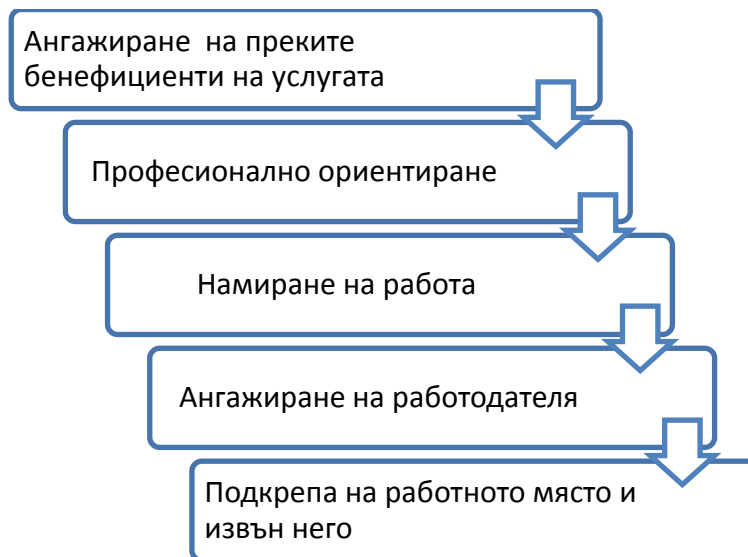 Ангажиране на преките
бенефициенти на услугата
Професионално ориентиране
Намиране на работа
Ангажиране на работодателя
Подкрепа на работното място и
извън него